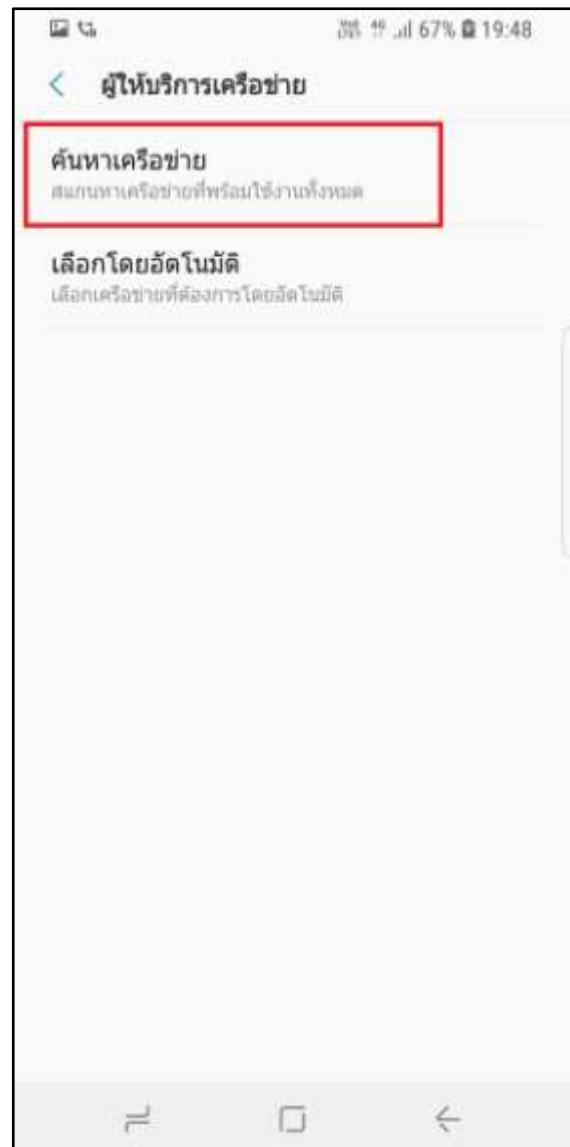 67% 19:48
ผู้ให้บริการเครือข่าย
ค้นหาเครือข่าย
สแกนหาเครือข่ายที่พร้อมใช้งานทั้งหมด
เลือกโดยอัตโนมัติ
เลือกเครือข่ายที่ต้องการโดยอัตโนมัติ